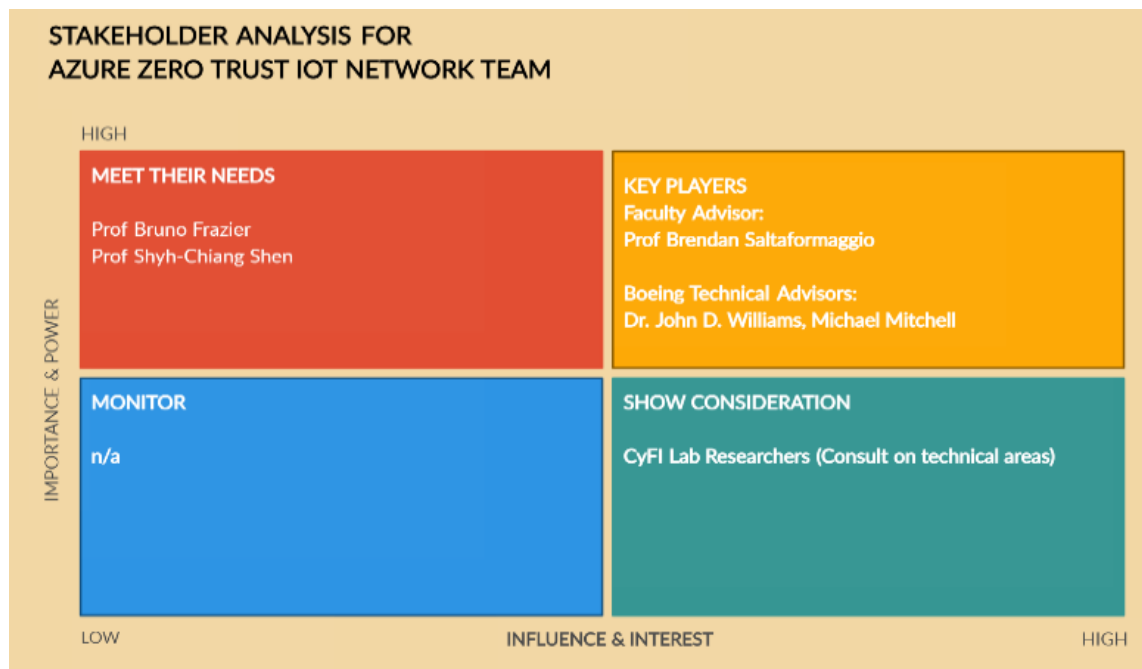 STAKEHOLDER ANALYSIS FOR
AZURE ZERO TRUST IOT NETWORK TEAM
HIGH
MEET THEIR NEEDS
Prof Bruno Frazier
Prof Shyh-Chiang Shen
KEY PLAYERS
Faculty Advisor:
Prof Brendan Saltaformaggio
Boeing Technical Advisors:
Dr. John D. Williams, Michael Mitchell
IMPORTANCE & POWER
MONITOR
n/a
SHOW CONSIDERATION
CyFI Lab Researchers (Consult on technical areas)
LOW
INFLUENCE & INTEREST
HIGH